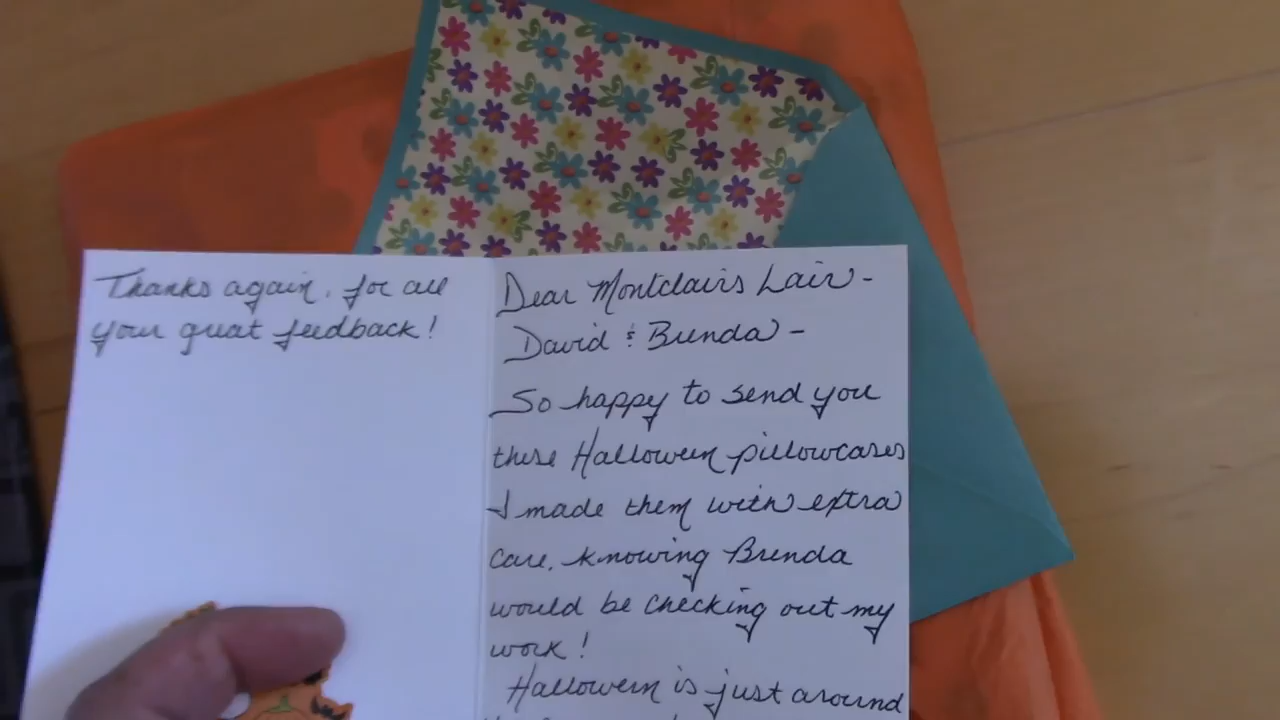 Thanks again, for all
your great feedback!
Dear Montclairs Lair -
David & Brenda -
So happy to send you
these Halloween pillowcases
I made them with extra
care, knowing Brenda
would be checking out my
work!
Halloween is just around